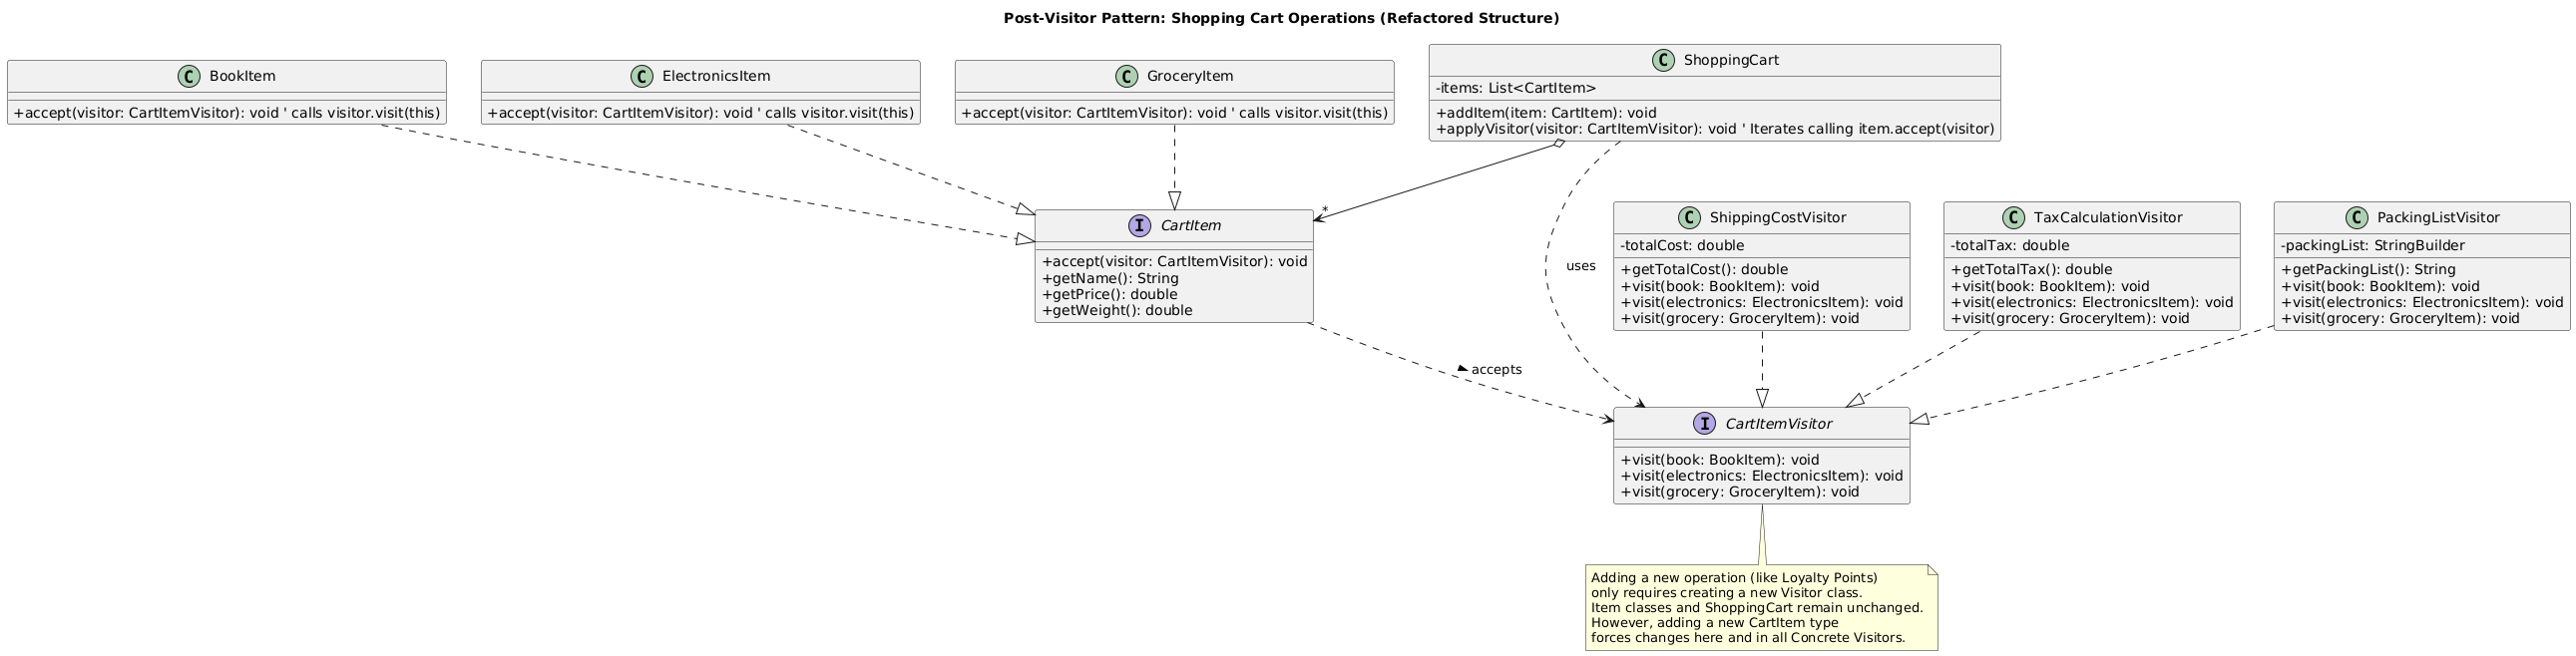 Post-Visitor Pattern: Shopping Cart Operations (Refactored Structure)
C BookItem
+accept(visitor: CartItemVisitor): void ' calls visitor.visit(this)
C ElectronicsItem
+accept(visitor: CartItemVisitor): void ' calls visitor.visit(this)
C GroceryItem
+accept(visitor: CartItemVisitor): void ' calls visitor.visit(this)
C ShoppingCart
-items: List<CartItem>
+addItem(item: CartItem): void
+applyVisitor(visitor: CartItemVisitor): void ' Iterates calling item.accept(visitor)
*
I CartItem
+accept(visitor: CartItemVisitor): void
+getName(): String
+getPrice(): double
+getWeight(): double
uses
C ShippingCostVisitor
-totalCost: double
+getTotalCost(): double
+visit(book: BookItem): void
+visit(electronics: ElectronicsItem): void
+visit(grocery: GroceryItem): void
C TaxCalculationVisitor
-totalTax: double
+getTotalTax(): double
+visit(book: BookItem): void
+visit(electronics: ElectronicsItem): void
+visit(grocery: GroceryItem): void
C PackingListVisitor
-packingList: StringBuilder
+getPackingList(): String
+visit(book: BookItem): void
+visit(electronics: ElectronicsItem): void
+visit(grocery: GroceryItem): void
accepts
I CartItemVisitor
+visit(book: BookItem): void
+visit(electronics: ElectronicsItem): void
+visit(grocery: GroceryItem): void
Adding a new operation (like Loyalty Points)
only requires creating a new Visitor class.
Item classes and ShoppingCart remain unchanged.
However, adding a new CartItem type
forces changes here and in all Concrete Visitors.